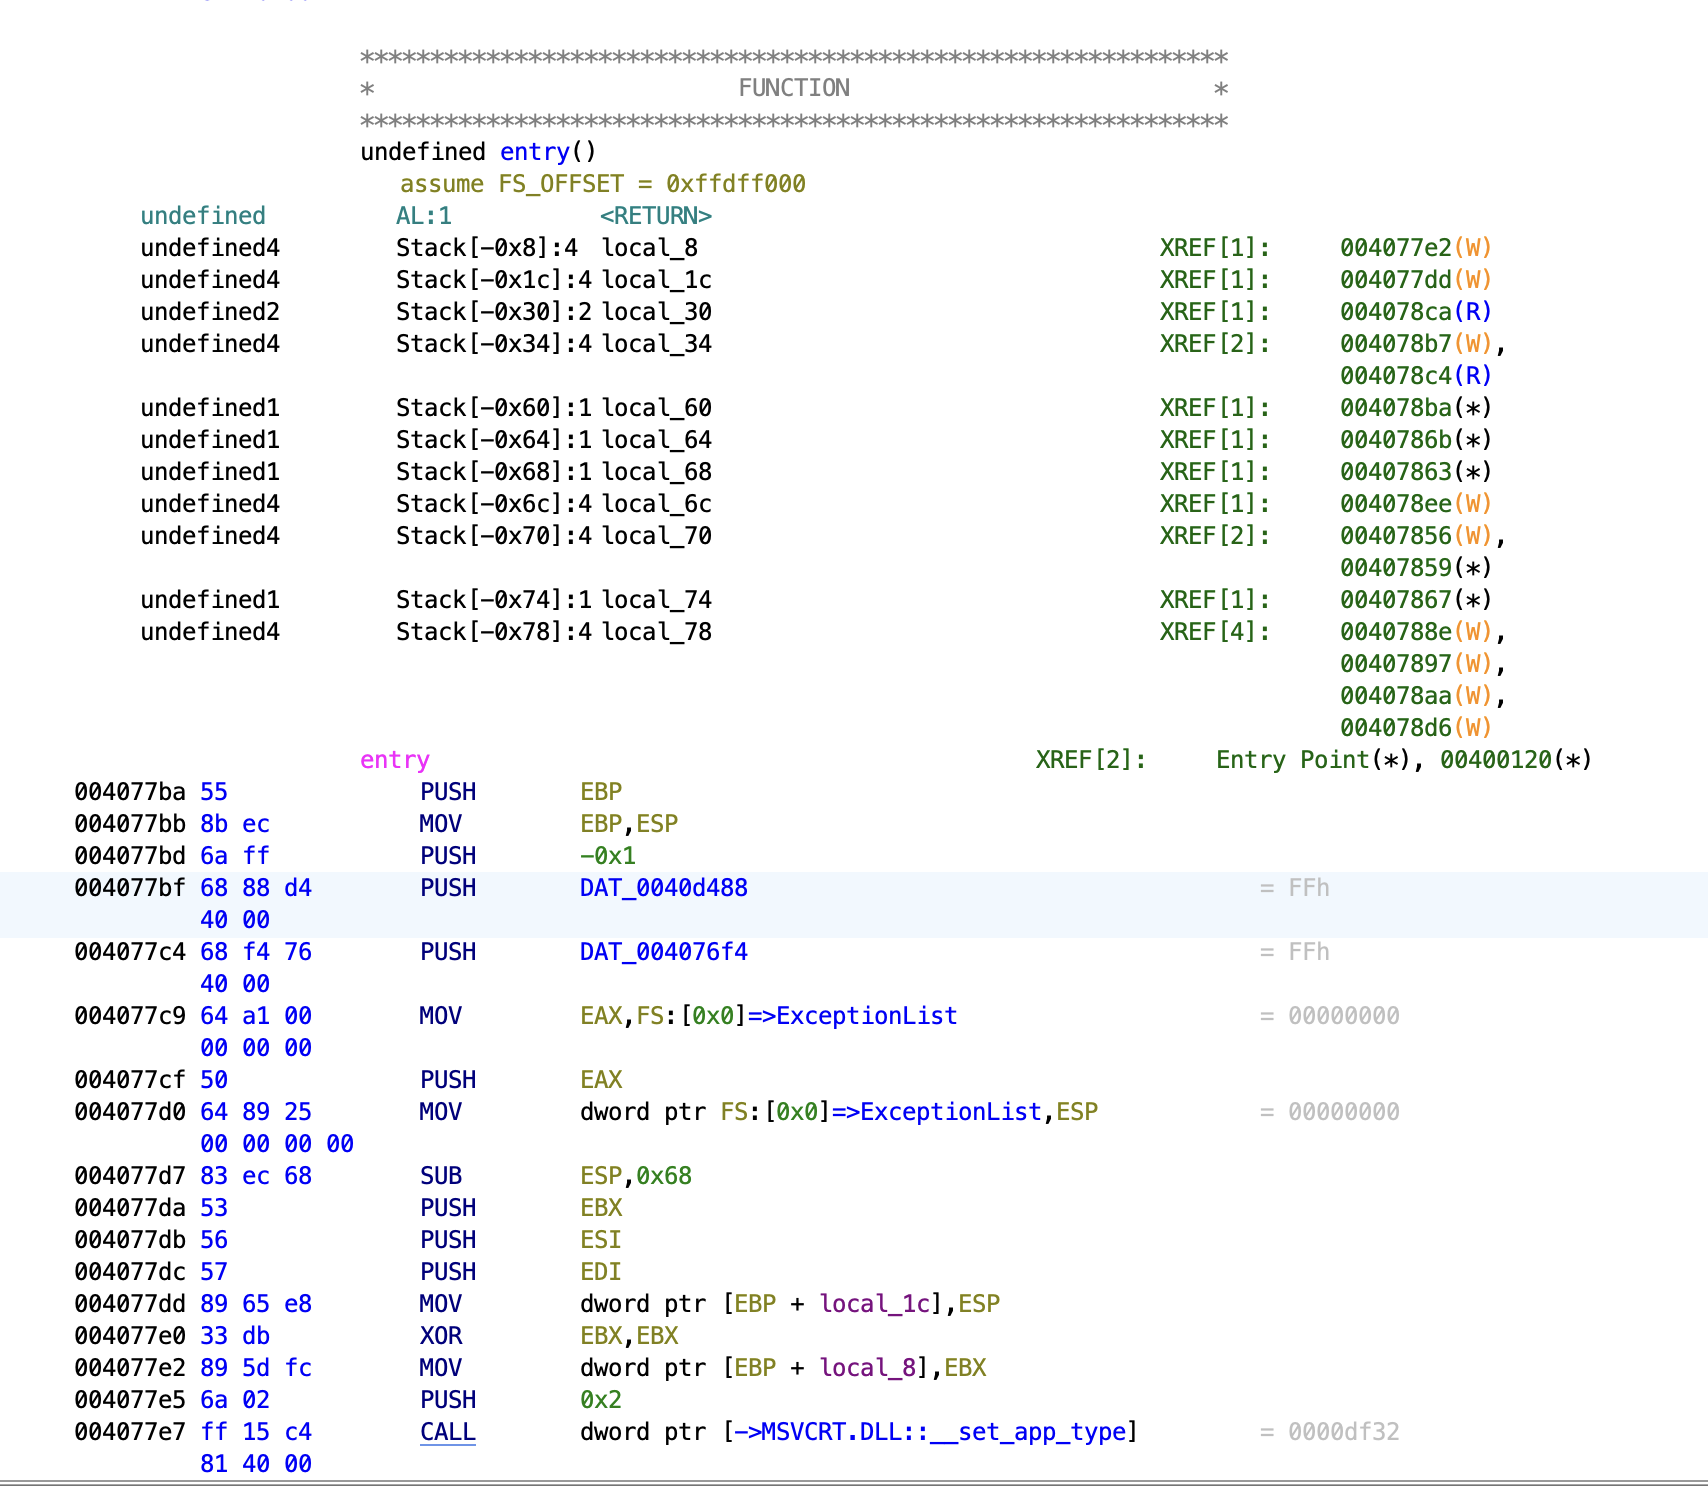 **************************************************************
*                          FUNCTION                          *
**************************************************************
undefined entry()
assume FS_OFFSET = 0xffdff000
undefined AL:1 <RETURN>
undefined4 Stack[-0x8]:4 local_8 XREF[1]: 004077e2(W)
undefined4 Stack[-0x1c]:4 local_1c XREF[1]: 004077dd(W)
undefined2 Stack[-0x30]:2 local_30 XREF[1]: 004078ca(R)
undefined4 Stack[-0x34]:4 local_34 XREF[2]: 004078b7(W),
004078c4(R)
undefined1 Stack[-0x60]:1 local_60 XREF[1]: 004078ba(*)
undefined1 Stack[-0x64]:1 local_64 XREF[1]: 0040786b(*)
undefined1 Stack[-0x68]:1 local_68 XREF[1]: 00407863(*)
undefined4 Stack[-0x6c]:4 local_6c XREF[1]: 004078ee(W)
undefined4 Stack[-0x70]:4 local_70 XREF[2]: 00407856(W),
00407859(*)
undefined1 Stack[-0x74]:1 local_74 XREF[1]: 00407867(*)
undefined4 Stack[-0x78]:4 local_78 XREF[4]: 0040788e(W),
00407897(W),
004078aa(W),
004078d6(W)
entry XREF[2]: Entry Point(*), 00400120(*)
004077ba 55 PUSH EBP
004077bb 8b ec MOV EBP,ESP
004077bd 6a ff PUSH -0x1
004077bf 68 88 d4 PUSH DAT_0040d488 = FFh
40 00
004077c4 68 f4 76 PUSH DAT_004076f4 = FFh
40 00
004077c9 64 a1 00 MOV EAX,FS:[0x0]=>ExceptionList = 00000000
00 00 00
004077cf 50 PUSH EAX
004077d0 64 89 25 MOV dword ptr FS:[0x0]=>ExceptionList,ESP = 00000000
00 00 00 00
004077d7 83 ec 68 SUB ESP,0x68
004077da 53 PUSH EBX
004077db 56 PUSH ESI
004077dc 57 PUSH EDI
004077dd 89 65 e8 MOV dword ptr [EBP + local_1c],ESP
004077e0 33 db XOR EBX,EBX
004077e2 89 5d fc MOV dword ptr [EBP + local_8],EBX
004077e5 6a 02 PUSH 0x2
004077e7 ff 15 c4 CALL dword ptr [->MSVCRT.DLL::__set_app_type] = 0000df32
81 40 00